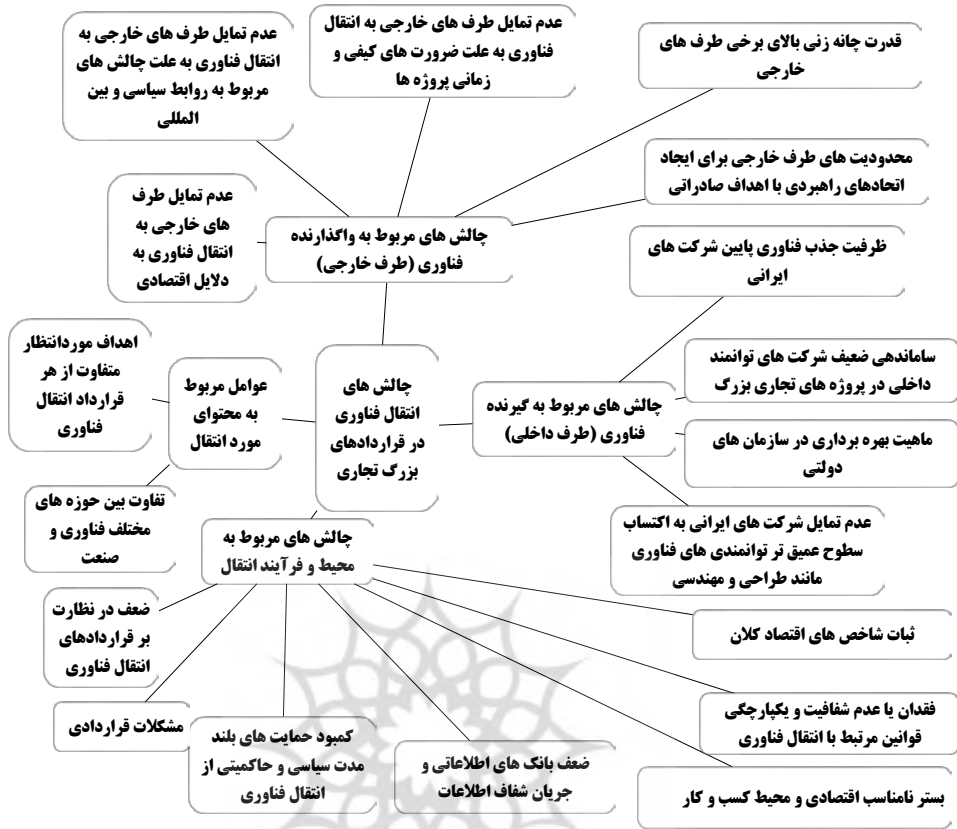 عدم تمایل طرف های خارجی به
انتقال فناوری به علت چالش های
مربوط به روابط سیاسی و بین
المللی
عدم تمایل طرف های خارجی به انتقال
فناوری به علت ضرورت های کیفی و
زمانی پروژه ها
قدرت چانه زنی بالای برخی طرف های
خارجی
محدودیت های طرف خارجی برای ایجاد
اتحادهای راهبردی با اهداف صادراتی
عدم تمایل طرف
های خارجی به
انتقال فناوری به
دلایل اقتصادی
چالش های مربوط به واگذارنده
فناوری (طرف خارجی)
ظرفیت جذب فناوری پایین شرکت های
ایرانی
اهداف موردانتظار
متفاوت از هر
قرارداد انتقال
فناوری
عوامل مربوط
به محتوای
مورد انتقال
چالش های
انتقال فناوری
در قراردادهای
بزرگ تجاری
چالش های مربوط به گیرنده
فناوری (طرف داخلی)
ساماندهی ضعیف شرکت های توانمند
داخلی در پروژه های تجاری بزرگ
ماهیت بهره برداری در سازمان های
دولتی
تفاوت بین حوزه های
مختلف فناوری و
صنعت
چالش های مربوط به
محیط و فرآیند انتقال
عدم تمایل شرکت های ایرانی به اکتساب
سطوح عمیق تر توانمندی های فناوری
مانند طراحی و مهندسی
ضعف در نظارت
بر قراردادهای
انتقال فناوری
ثبات شاخص های اقتصاد کلان
مشکلات قراردادی
کمبود حمایت های بلند
مدت سیاسی و حاکمیتی از
انتقال فناوری
ضعف بانک های اطلاعاتی و
جریان شفاف اطلاعات
فقدان یا عدم شفافیت و یکپارچگی
قوانین مرتبط با انتقال فناوری
بستر نامناسب اقتصادی و محیط کسب و کار